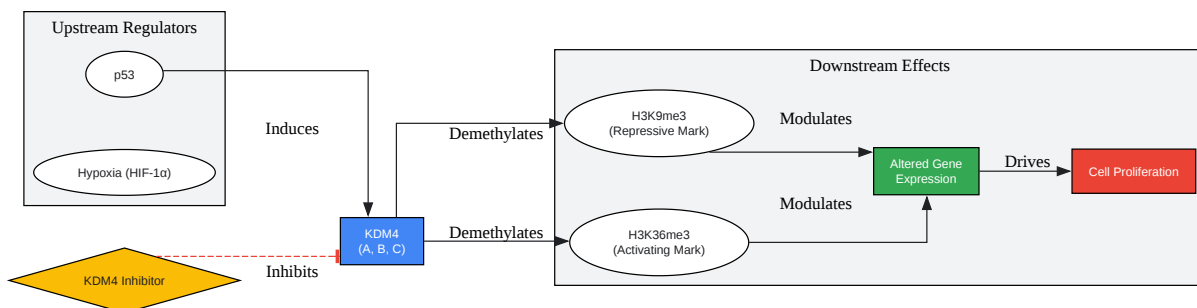 Upstream Regulators
p53
Hypoxia (HIF-1α)
Induces
KDM4
(A, B, C)
KDM4 Inhibitor
Inhibits
Demethylates
Demethylates
Downstream Effects
H3K9me3
(Repressive Mark)
H3K36me3
(Activating Mark)
Modulates
Modulates
Altered Gene
Expression
Drives
Cell Proliferation